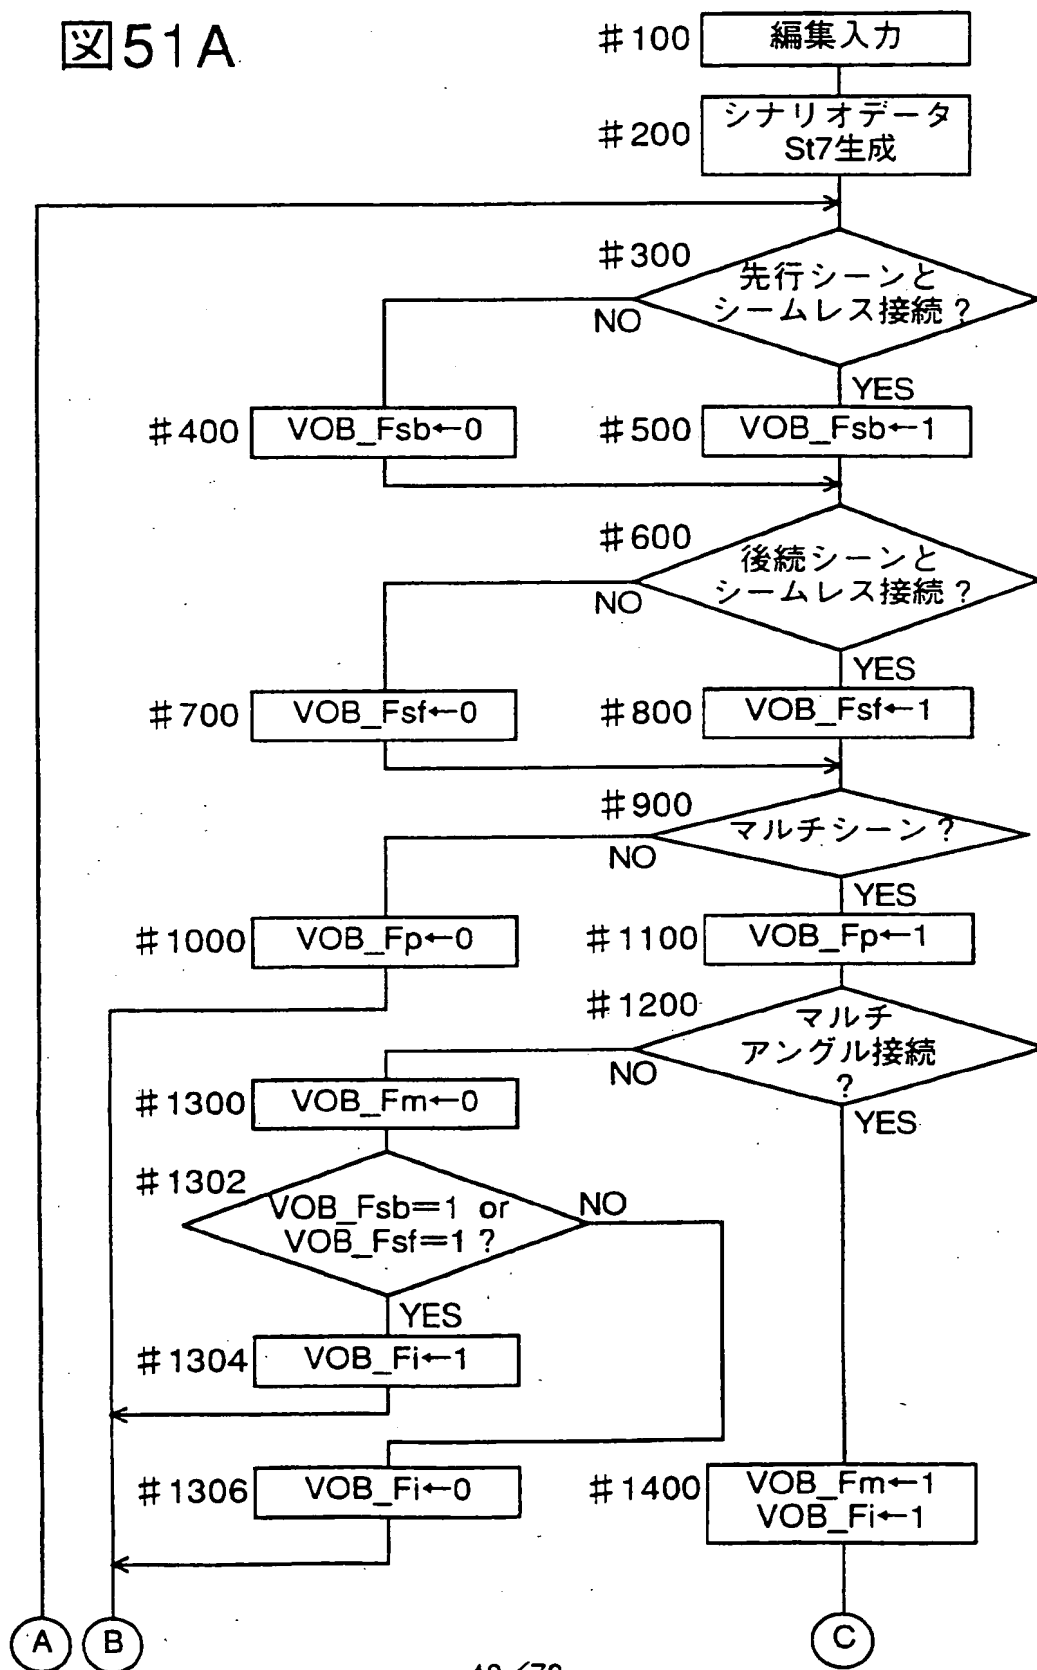 図51A
#100
編集入力
#200
シナリオデータ
St7生成
#300
先行シーンと
シームレス接続？
NO
YES
#400
VOB_Fsb←0
#500
VOB_Fsb←1
#600
後続シーンと
シームレス接続？
NO
YES
#700
VOB_Fsf←0
#800
VOB_Fsf←1
#900
マルチシーン？
NO
YES
#1000
VOB_Fp←0
#1100
VOB_Fp←1
#1200
マルチ
アングル接続
？
NO
YES
#1300
VOB_Fm←0
#1302
VOB_Fsb=1 or
VOB_Fsf=1 ?
NO
YES
#1304
VOB_Fi←1
#1306
VOB_Fi←0
#1400
VOB_Fm←1
VOB_Fi←1
A
B
C